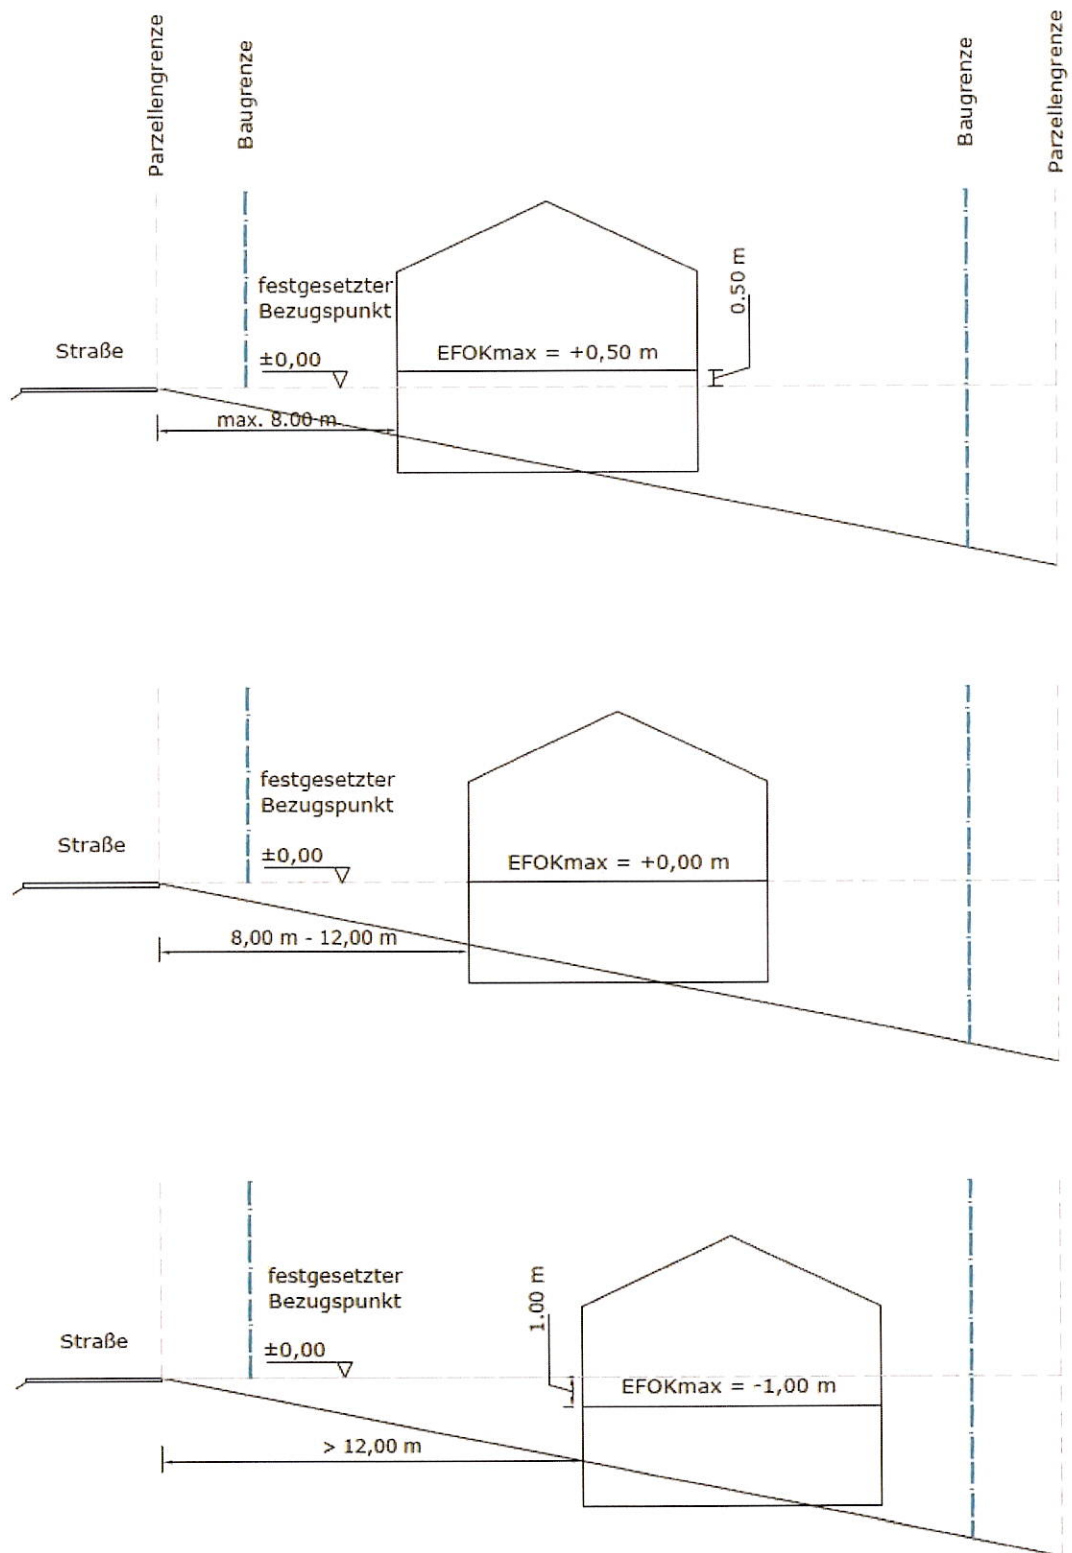 Parzellengrenze
Baugrenze
Baugrenze
Parzellengrenze
festgesetzter
Bezugspunkt
0.50 m
Straße
±0,00
EFOKmax = +0,50 m
max. 8.00 m
festgesetzter
Bezugspunkt
Straße
±0,00
EFOKmax = +0,00 m
8,00 m - 12,00 m
festgesetzter
Bezugspunkt
1.00 m
Straße
±0,00
EFOKmax = -1,00 m
> 12,00 m